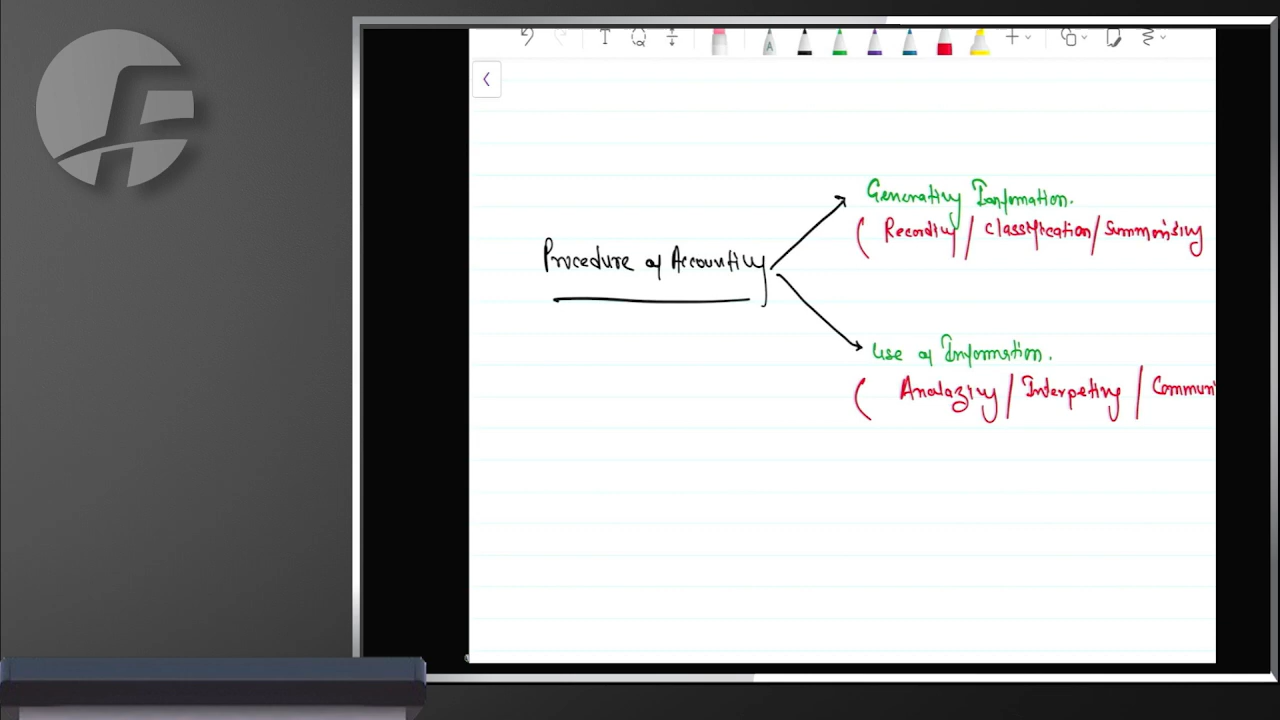 Procedure of Accounting
Generating Information.
( Recording / Classification / Summarising
Use of Information.
( Analazing / Interpeting / Communi